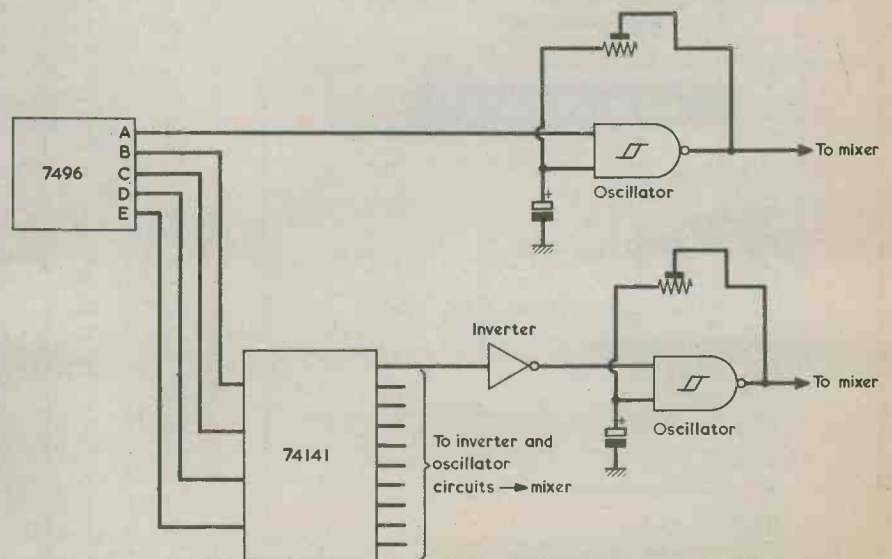 A
B
7496
C
D
E
+
Oscillator
To mixer
Inverter
+
Oscillator
To mixer
74141
To inverter and
oscillator
circuits → mixer